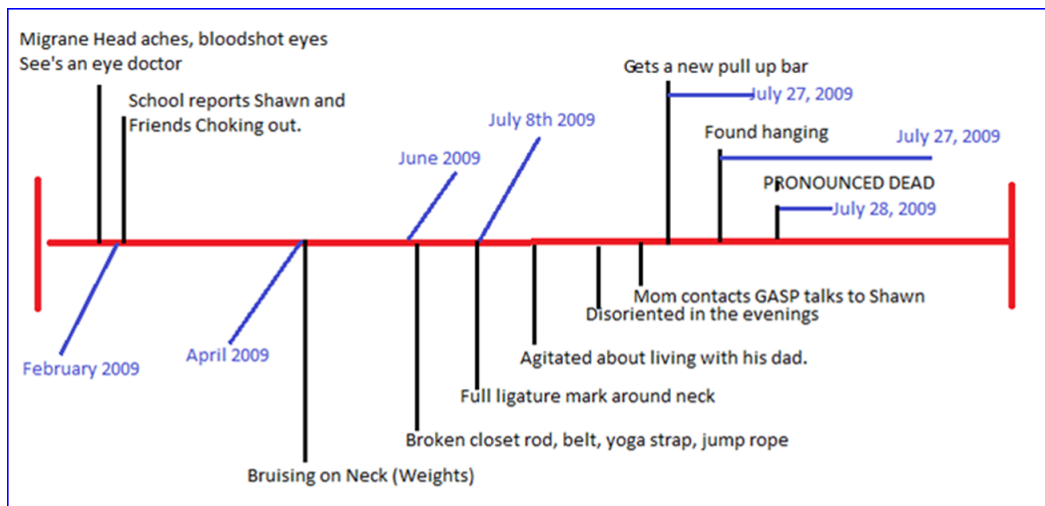 Migrane Head aches, bloodshot eyes
See's an eye doctor
School reports Shawn and
Friends Choking out.
Gets a new pull up bar
July 27, 2009
July 8th 2009
Found hanging
July 27, 2009
June 2009
PRONOUNCED DEAD
July 28, 2009
Mom contacts GASP talks to Shawn
Disoriented in the evenings
February 2009
April 2009
Agitated about living with his dad.
Full ligature mark around neck
Broken closet rod, belt, yoga strap, jump rope
Bruising on Neck (Weights)